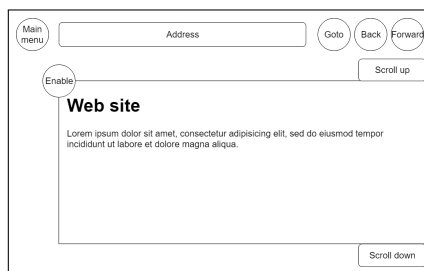 Main
menu
Address
Goto
Back
Forward
Scroll up
Enable
Web site
Lorem ipsum dolor sit amet, consectetur adipisicing elit, sed do eiusmod tempor
incididunt ut labore et dolore magna aliqua.
Scroll down